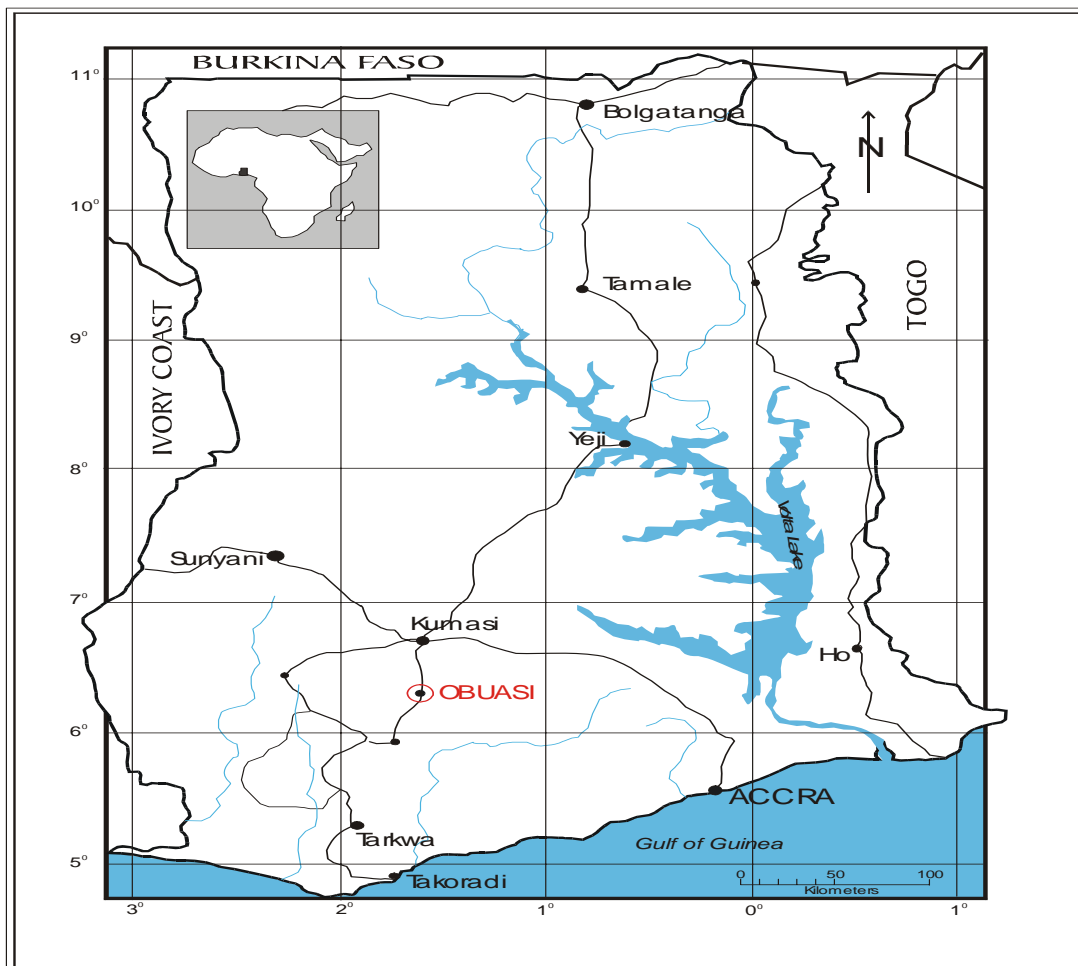 BURKINA FASO
11°
Bolgatanga
N
10°
Tamale
TOGO
9°
IVORY COAST
Yeji
8°
Volta Lake
Sunyani
7°
Kumasi
Ho
OBUASI
6°
ACCRA
Tarkwa
Gulf of Guinea
5°
Takoradi
0 50 100
Kilometers
3° 2° 1° 0° 1°